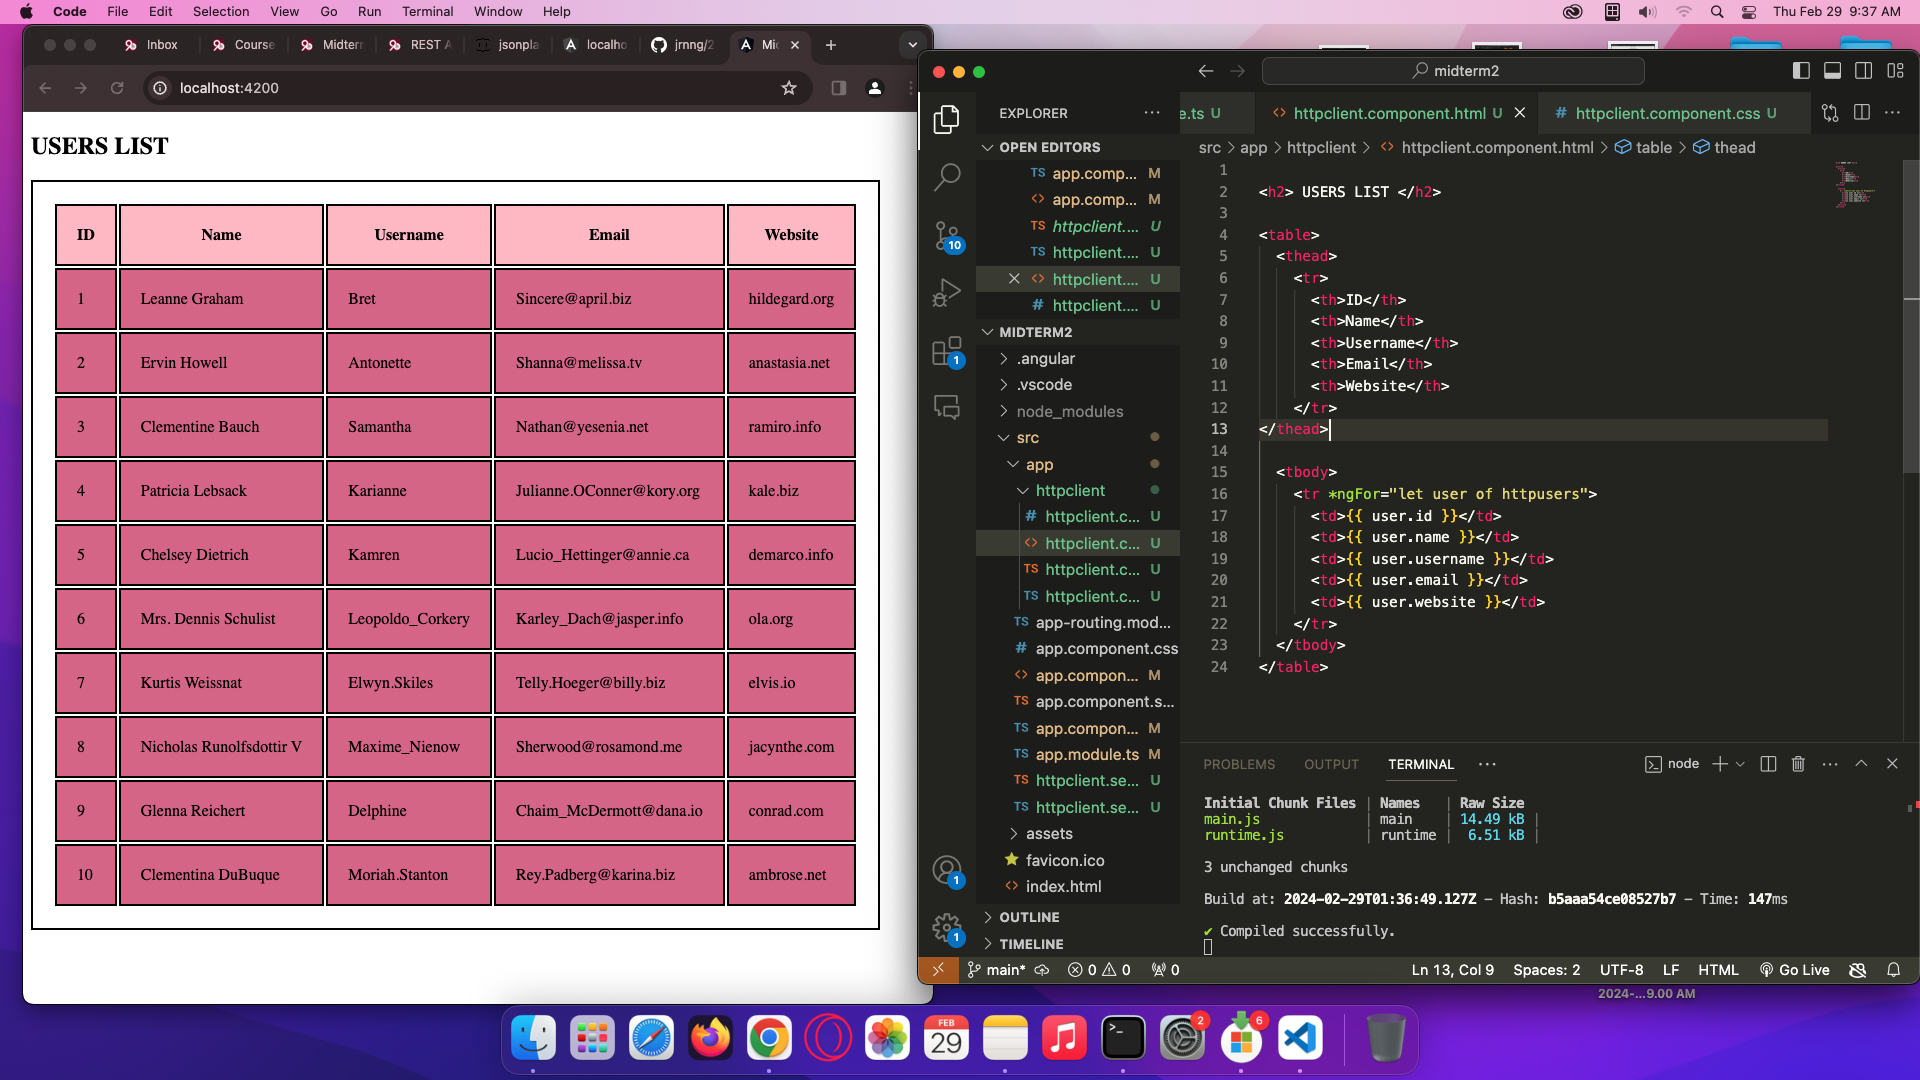 Code File Edit Selection View Go Run Terminal Window Help Thu Feb 29 9:37 AM
Inbox Course Midterr REST A jsonpla localho jrnng/2 Mic
localhost:4200
USERS LIST
ID Name Username Email Website
1 Leanne Graham Bret Sincere@april.biz hildegard.org
2 Ervin Howell Antonette Shanna@melissa.tv anastasia.net
3 Clementine Bauch Samantha Nathan@yesenia.net ramiro.info
4 Patricia Lebsack Karianne Julianne.OConner@kory.org kale.biz
5 Chelsey Dietrich Kamren Lucio_Hettinger@annie.ca demarco.info
6 Mrs. Dennis Schulist Leopoldo_Corkery Karley_Dach@jasper.info ola.org
7 Kurtis Weissnat Elwyn.Skiles Telly.Hoeger@billy.biz elvis.io
8 Nicholas Runolfsdottir V Maxime_Nienow Sherwood@rosamond.me jacynthe.com
9 Glenna Reichert Delphine Chaim_McDermott@dana.io conrad.com
10 Clementina DuBuque Moriah.Stanton Rey.Padberg@karina.biz ambrose.net
midterm2
10
1
1
1
EXPLORER ···
OPEN EDITORS
TS app.comp... M
<> app.comp... M
TS httpclient.... U
TS httpclient.... U
<> httpclient.... U
# httpclient.... U
MIDTERM2
.angular
.vscode
node_modules
src
app
httpclient
# httpclient.c... U
<> httpclient.c... U
TS httpclient.c... U
TS httpclient.c... U
TS app-routing.mod...
# app.component.css
<> app.compon... M
TS app.component.s...
TS app.compon... M
TS app.module.ts M
TS httpclient.se... U
TS httpclient.se... U
assets
favicon.ico
<> index.html
OUTLINE
TIMELINE
e.ts U <> httpclient.component.html U # httpclient.component.css U ···
src > app > httpclient > <> httpclient.component.html > table > thead
1
2 <h2> USERS LIST </h2>
3
4 <table>
5 <thead>
6 <tr>
7 <th>ID</th>
8 <th>Name</th>
9 <th>Username</th>
10 <th>Email</th>
11 <th>Website</th>
12 </tr>
13 </thead>
14
15 <tbody>
16 <tr *ngFor="let user of httpusers">
17 <td>{{ user.id }}</td>
18 <td>{{ user.name }}</td>
19 <td>{{ user.username }}</td>
20 <td>{{ user.email }}</td>
21 <td>{{ user.website }}</td>
22 </tr>
23 </tbody>
24 </table>
PROBLEMS OUTPUT TERMINAL ··· node ···
Initial Chunk Files | Names | Raw Size
main.js | main | 14.49 kB |
runtime.js | runtime | 6.51 kB |
3 unchanged chunks
Build at: 2024-02-29T01:36:49.127Z - Hash: b5aaa54ce08527b7 - Time: 147ms
✔ Compiled successfully.
main* 0 0 0 Ln 13, Col 9 Spaces: 2 UTF-8 LF HTML Go Live
2024-...9.00 AM
FEB
29
2
6